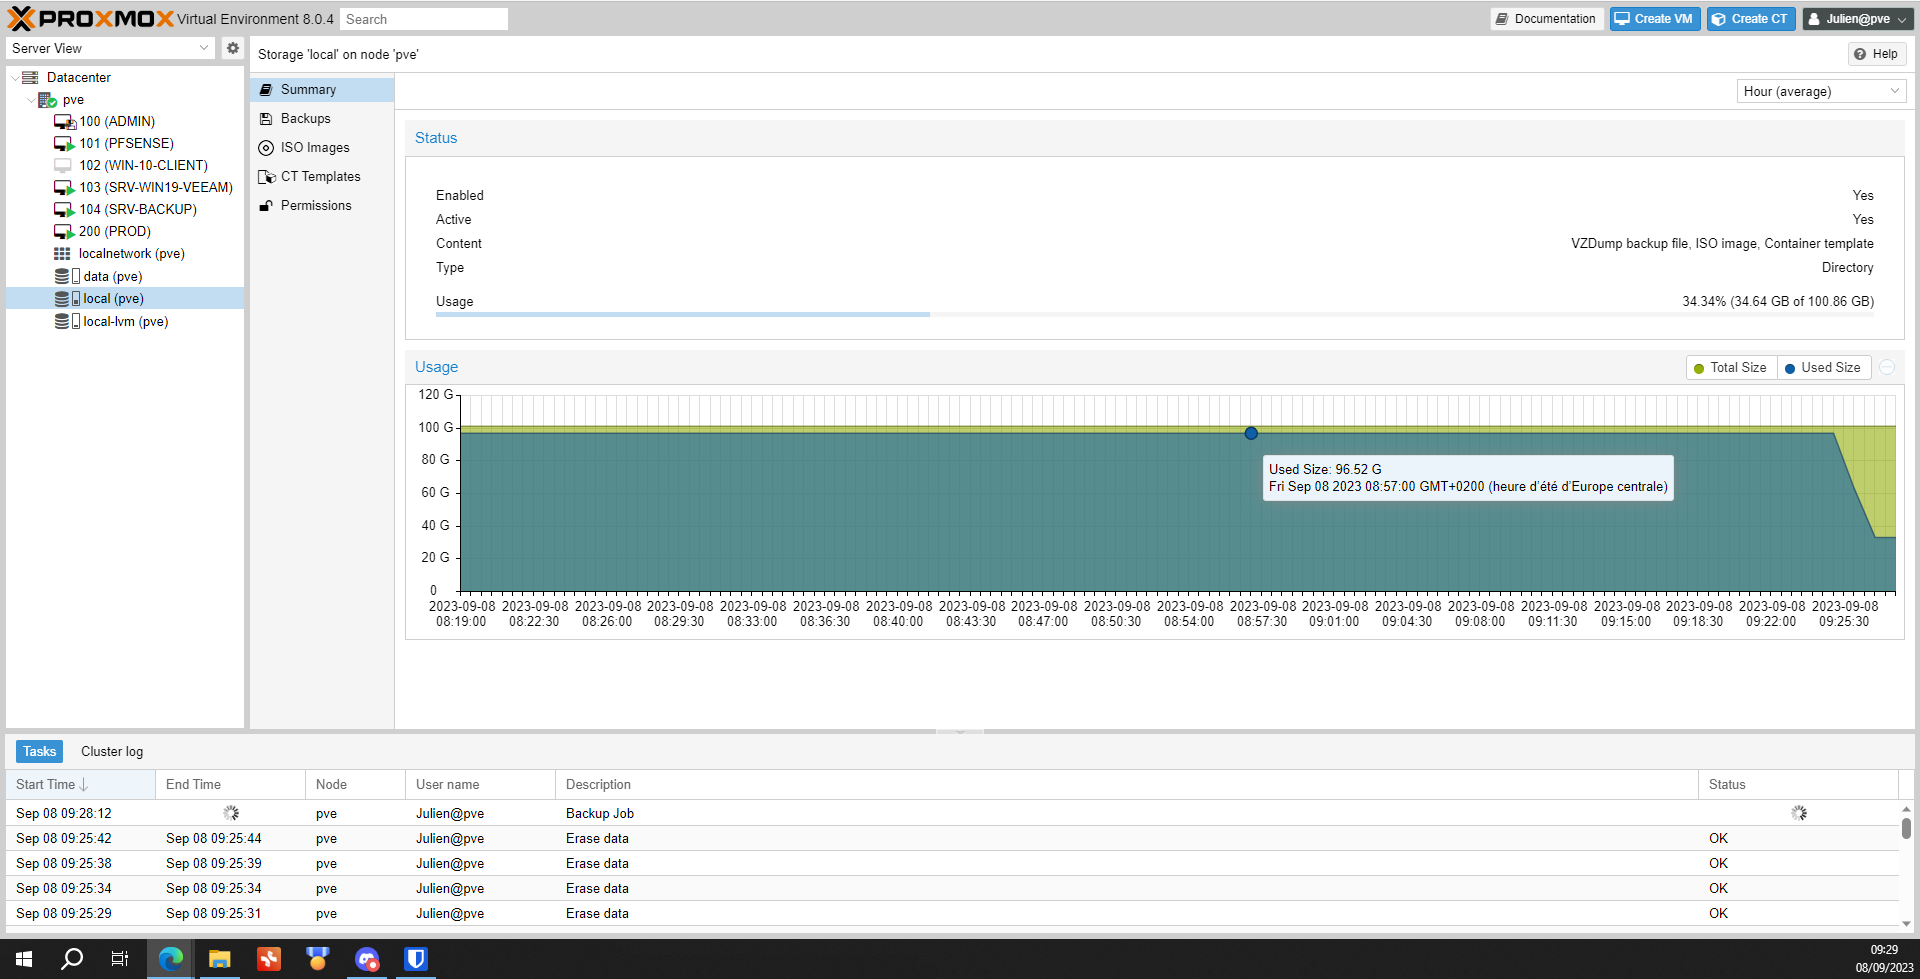 PROXMOX Virtual Environment 8.0.4 Search Documentation Create VM Create CT Julien@pve
Server View
Storage 'local' on node 'pve' Help
Datacenter
pve
100 (ADMIN)
101 (PFSENSE)
102 (WIN-10-CLIENT)
103 (SRV-WIN19-VEEAM)
104 (SRV-BACKUP)
200 (PROD)
localnetwork (pve)
data (pve)
local (pve)
local-lvm (pve)
Summary
Backups
ISO Images
CT Templates
Permissions
Hour (average)
Status
Enabled Yes
Active Yes
Content VZDump backup file, ISO image, Container template
Type Directory
Usage 34.34% (34.64 GB of 100.86 GB)
Usage Total Size Used Size
120 G
100 G
80 G
60 G
40 G
20 G
0
Used Size: 96.52 G
Fri Sep 08 2023 08:57:00 GMT+0200 (heure d’été d’Europe centrale)
2023-09-08 2023-09-08 2023-09-08 2023-09-08 2023-09-08 2023-09-08 2023-09-08 2023-09-08 2023-09-08 2023-09-08 2023-09-08 2023-09-08 2023-09-08 2023-09-08 2023-09-08 2023-09-08 2023-09-08 2023-09-08 2023-09-08 2023-09-08
08:19:00 08:22:30 08:26:00 08:29:30 08:33:00 08:36:30 08:40:00 08:43:30 08:47:00 08:50:30 08:54:00 08:57:30 09:01:00 09:04:30 09:08:00 09:11:30 09:15:00 09:18:30 09:22:00 09:25:30
Tasks Cluster log
Start Time End Time Node User name Description Status
Sep 08 09:28:12 pve Julien@pve Backup Job
Sep 08 09:25:42 Sep 08 09:25:44 pve Julien@pve Erase data OK
Sep 08 09:25:38 Sep 08 09:25:39 pve Julien@pve Erase data OK
Sep 08 09:25:34 Sep 08 09:25:34 pve Julien@pve Erase data OK
Sep 08 09:25:29 Sep 08 09:25:31 pve Julien@pve Erase data OK
09:29
08/09/2023